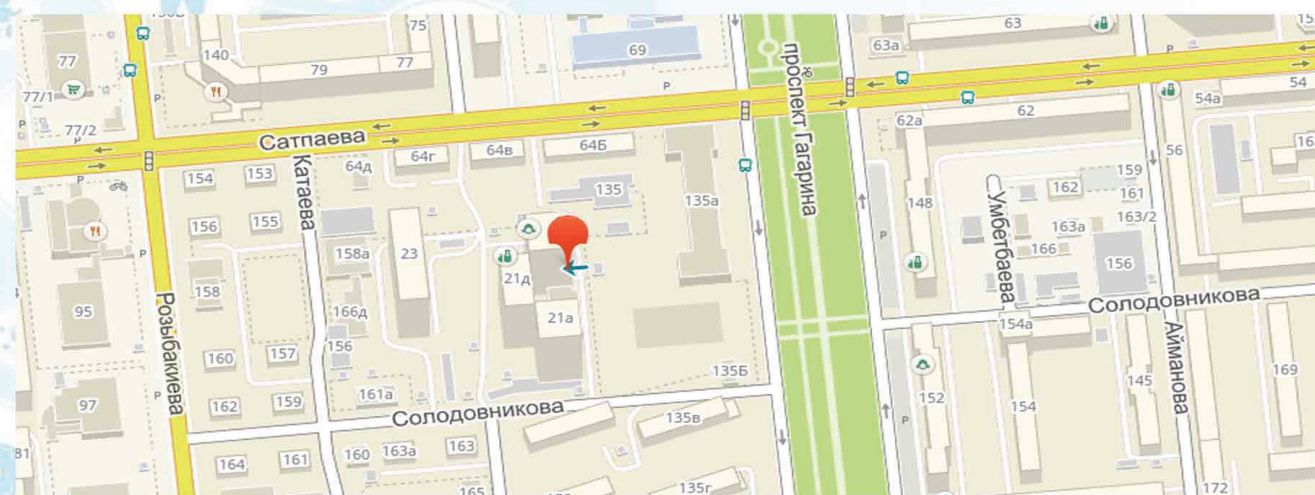 75
63
77
140
79
77
69
63а
проспект Гагарина
P
77/1
P
54
54а
77/2
P
62
62а
Сатпаева
56
64г
64в
64Б
64д
P
154
153
Катаева
135
159
162
161
148
135а
156
155
163/2
163а
P
158а
23
166
Умбетбаева
156
P
21д
158
Розыбакиева
Солодовникова
95
166д
21а
154а
156
Айманова
160
157
135Б
145
169
161а
97
P
162
159
Солодовникова
135в
152
154
P
81
164
161
160
163а
163
165
135г
172